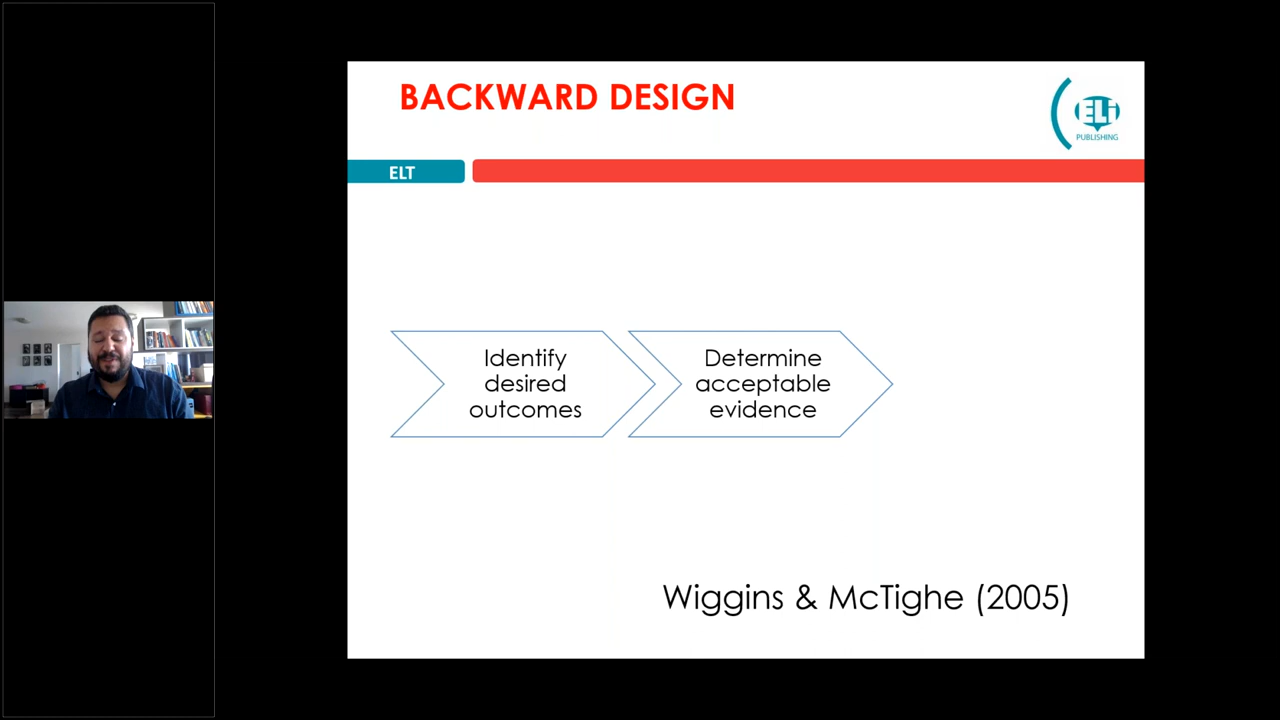 BACKWARD DESIGN
ELi
PUBLISHING
ELT
Identify
desired
outcomes
Determine
acceptable
evidence
Wiggins & McTighe (2005)